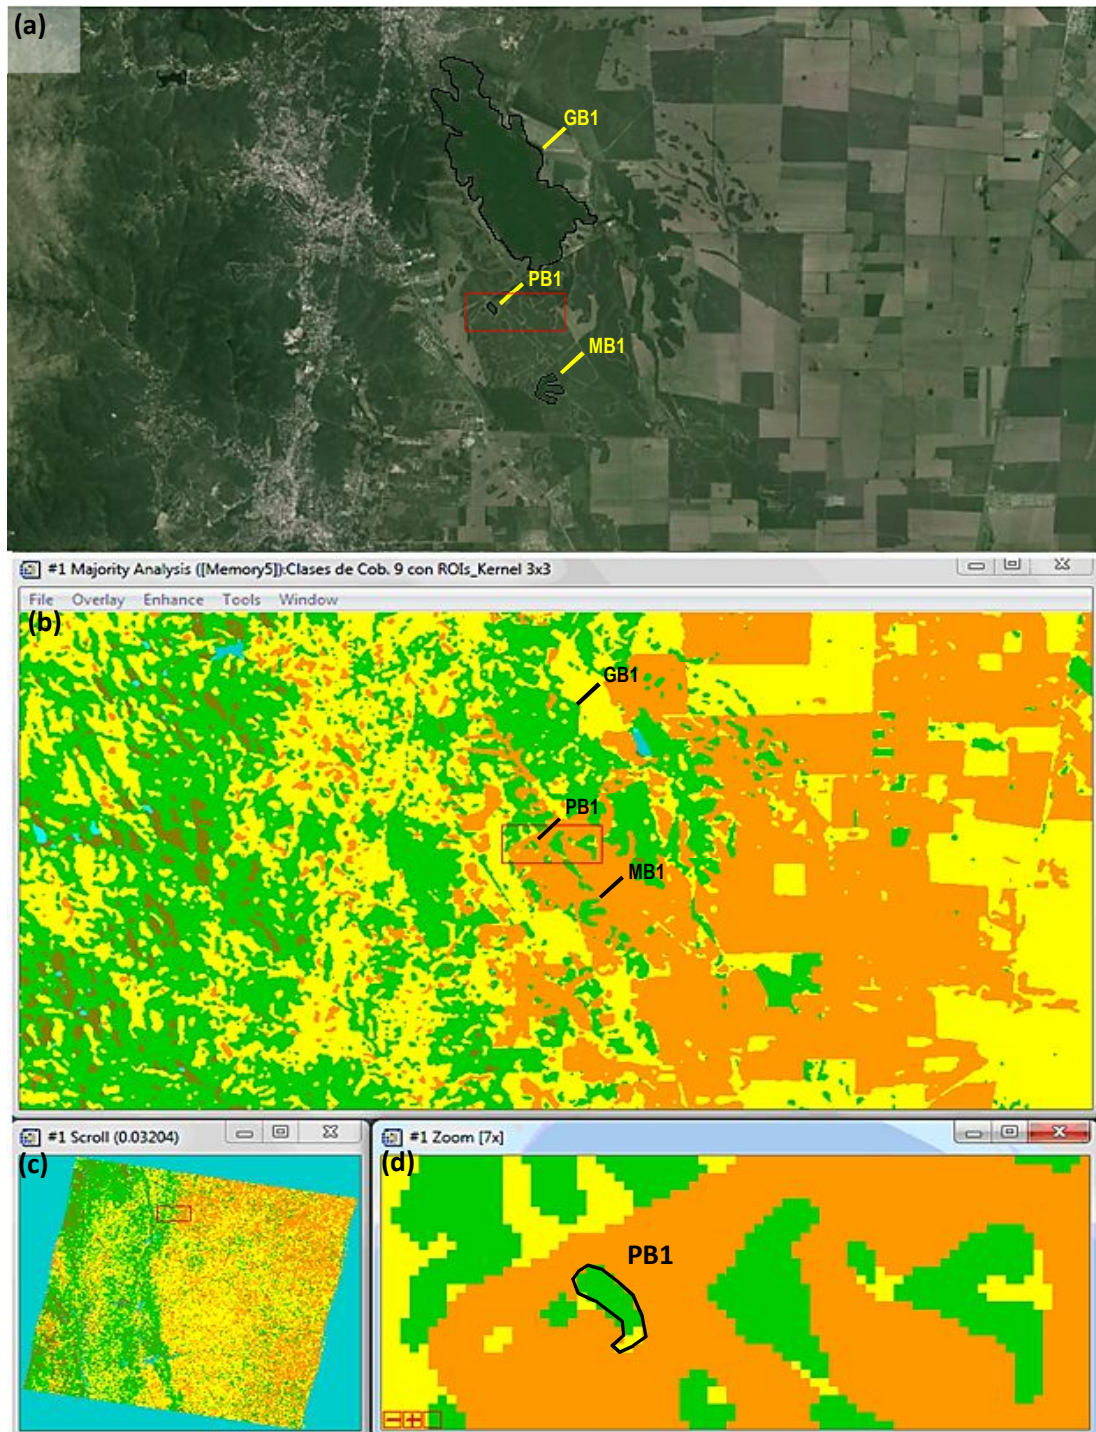 (a)
GB1
PB1
MB1
#1 Majority Analysis ([Memory5]):Clases de Cob. 9 con ROIs_Kernel 3x3
File Overlay Enhance Tools Window
(b)
GB1
PB1
MB1
#1 Scroll (0.03204)
(c)
#1 Zoom [7x]
(d)
PB1